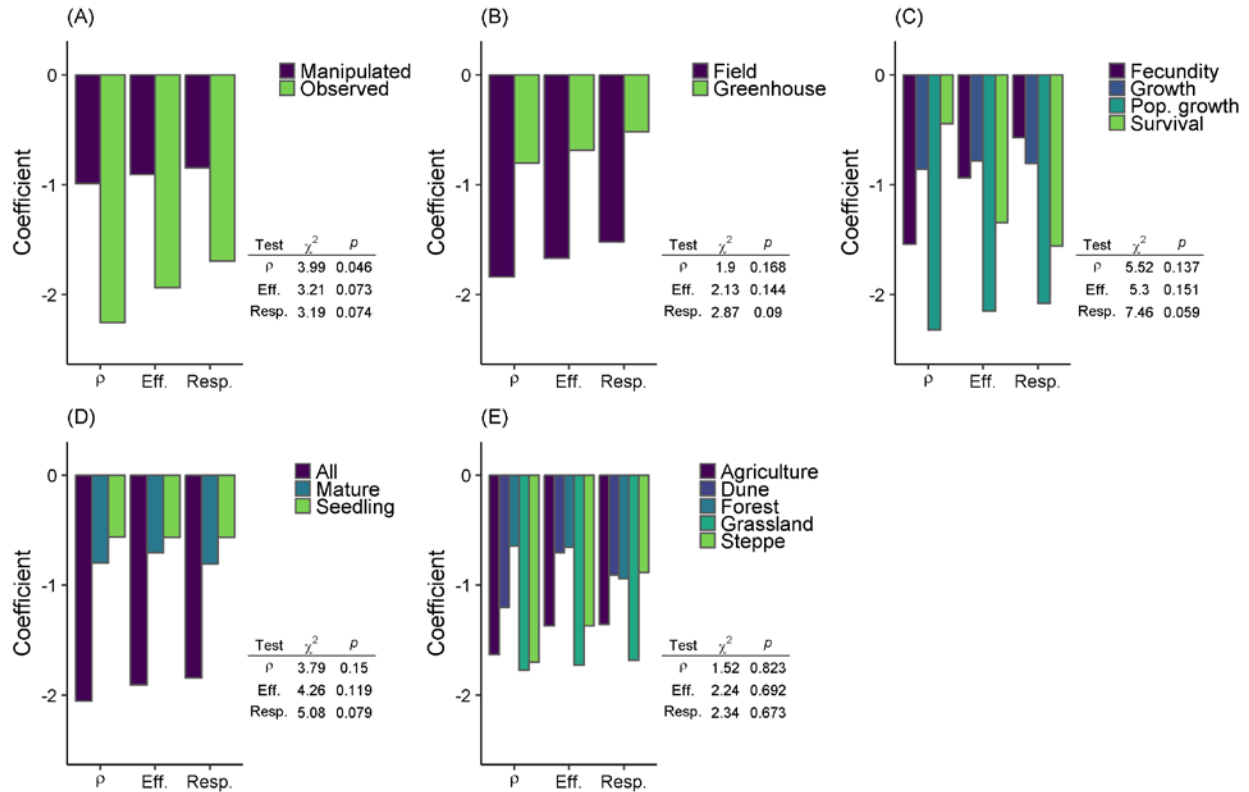 (A)
Coefficient
0
-1
-2
ρ Eff. Resp.
Manipulated
Observed
Test χ² p
ρ 3.99 0.046
Eff. 3.21 0.073
Resp. 3.19 0.074
(B)
Coefficient
0
-1
-2
ρ Eff. Resp.
Field
Greenhouse
Test χ² p
ρ 1.9 0.168
Eff. 2.13 0.144
Resp. 2.87 0.09
(C)
Coefficient
0
-1
-2
ρ Eff. Resp.
Fecundity
Growth
Pop. growth
Survival
Test χ² p
ρ 5.52 0.137
Eff. 5.3 0.151
Resp. 7.46 0.059
(D)
Coefficient
0
-1
-2
ρ Eff. Resp.
All
Mature
Seedling
Test χ² p
ρ 3.79 0.15
Eff. 4.26 0.119
Resp. 5.08 0.079
(E)
Coefficient
0
-1
-2
ρ Eff. Resp.
Agriculture
Dune
Forest
Grassland
Steppe
Test χ² p
ρ 1.52 0.823
Eff. 2.24 0.692
Resp. 2.34 0.673